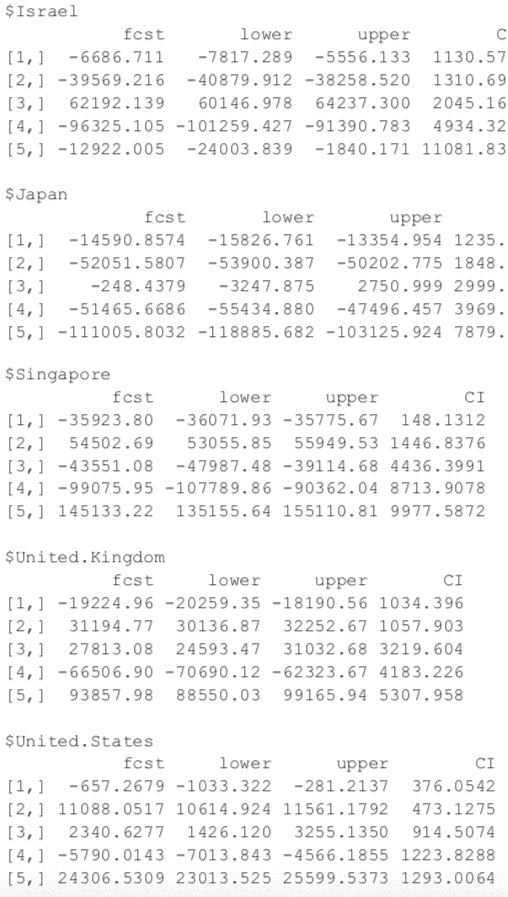 $Israel
fcst lower upper C
[1,] -6686.711 -7817.289 -5556.133 1130.57
[2,] -39569.216 -40879.912 -38258.520 1310.69
[3,] 62192.139 60146.978 64237.300 2045.16
[4,] -96325.105 -101259.427 -91390.783 4934.32
[5,] -12922.005 -24003.839 -1840.171 11081.83
$Japan
fcst lower upper
[1,] -14590.8574 -15826.761 -13354.954 1235.
[2,] -52051.5807 -53900.387 -50202.775 1848.
[3,] -248.4379 -3247.875 2750.999 2999.
[4,] -51465.6686 -55434.880 -47496.457 3969.
[5,] -111005.8032 -118885.682 -103125.924 7879.
$Singapore
fcst lower upper CI
[1,] -35923.80 -36071.93 -35775.67 148.1312
[2,] 54502.69 53055.85 55949.53 1446.8376
[3,] -43551.08 -47987.48 -39114.68 4436.3991
[4,] -99075.95 -107789.86 -90362.04 8713.9078
[5,] 145133.22 135155.64 155110.81 9977.5872
$United.Kingdom
fcst lower upper CI
[1,] -19224.96 -20259.35 -18190.56 1034.396
[2,] 31194.77 30136.87 32252.67 1057.903
[3,] 27813.08 24593.47 31032.68 3219.604
[4,] -66506.90 -70690.12 -62323.67 4183.226
[5,] 93857.98 88550.03 99165.94 5307.958
$United.States
fcst lower upper CI
[1,] -657.2679 -1033.322 -281.2137 376.0542
[2,] 11088.0517 10614.924 11561.1792 473.1275
[3,] 2340.6277 1426.120 3255.1350 914.5074
[4,] -5790.0143 -7013.843 -4566.1855 1223.8288
[5,] 24306.5309 23013.525 25599.5373 1293.0064